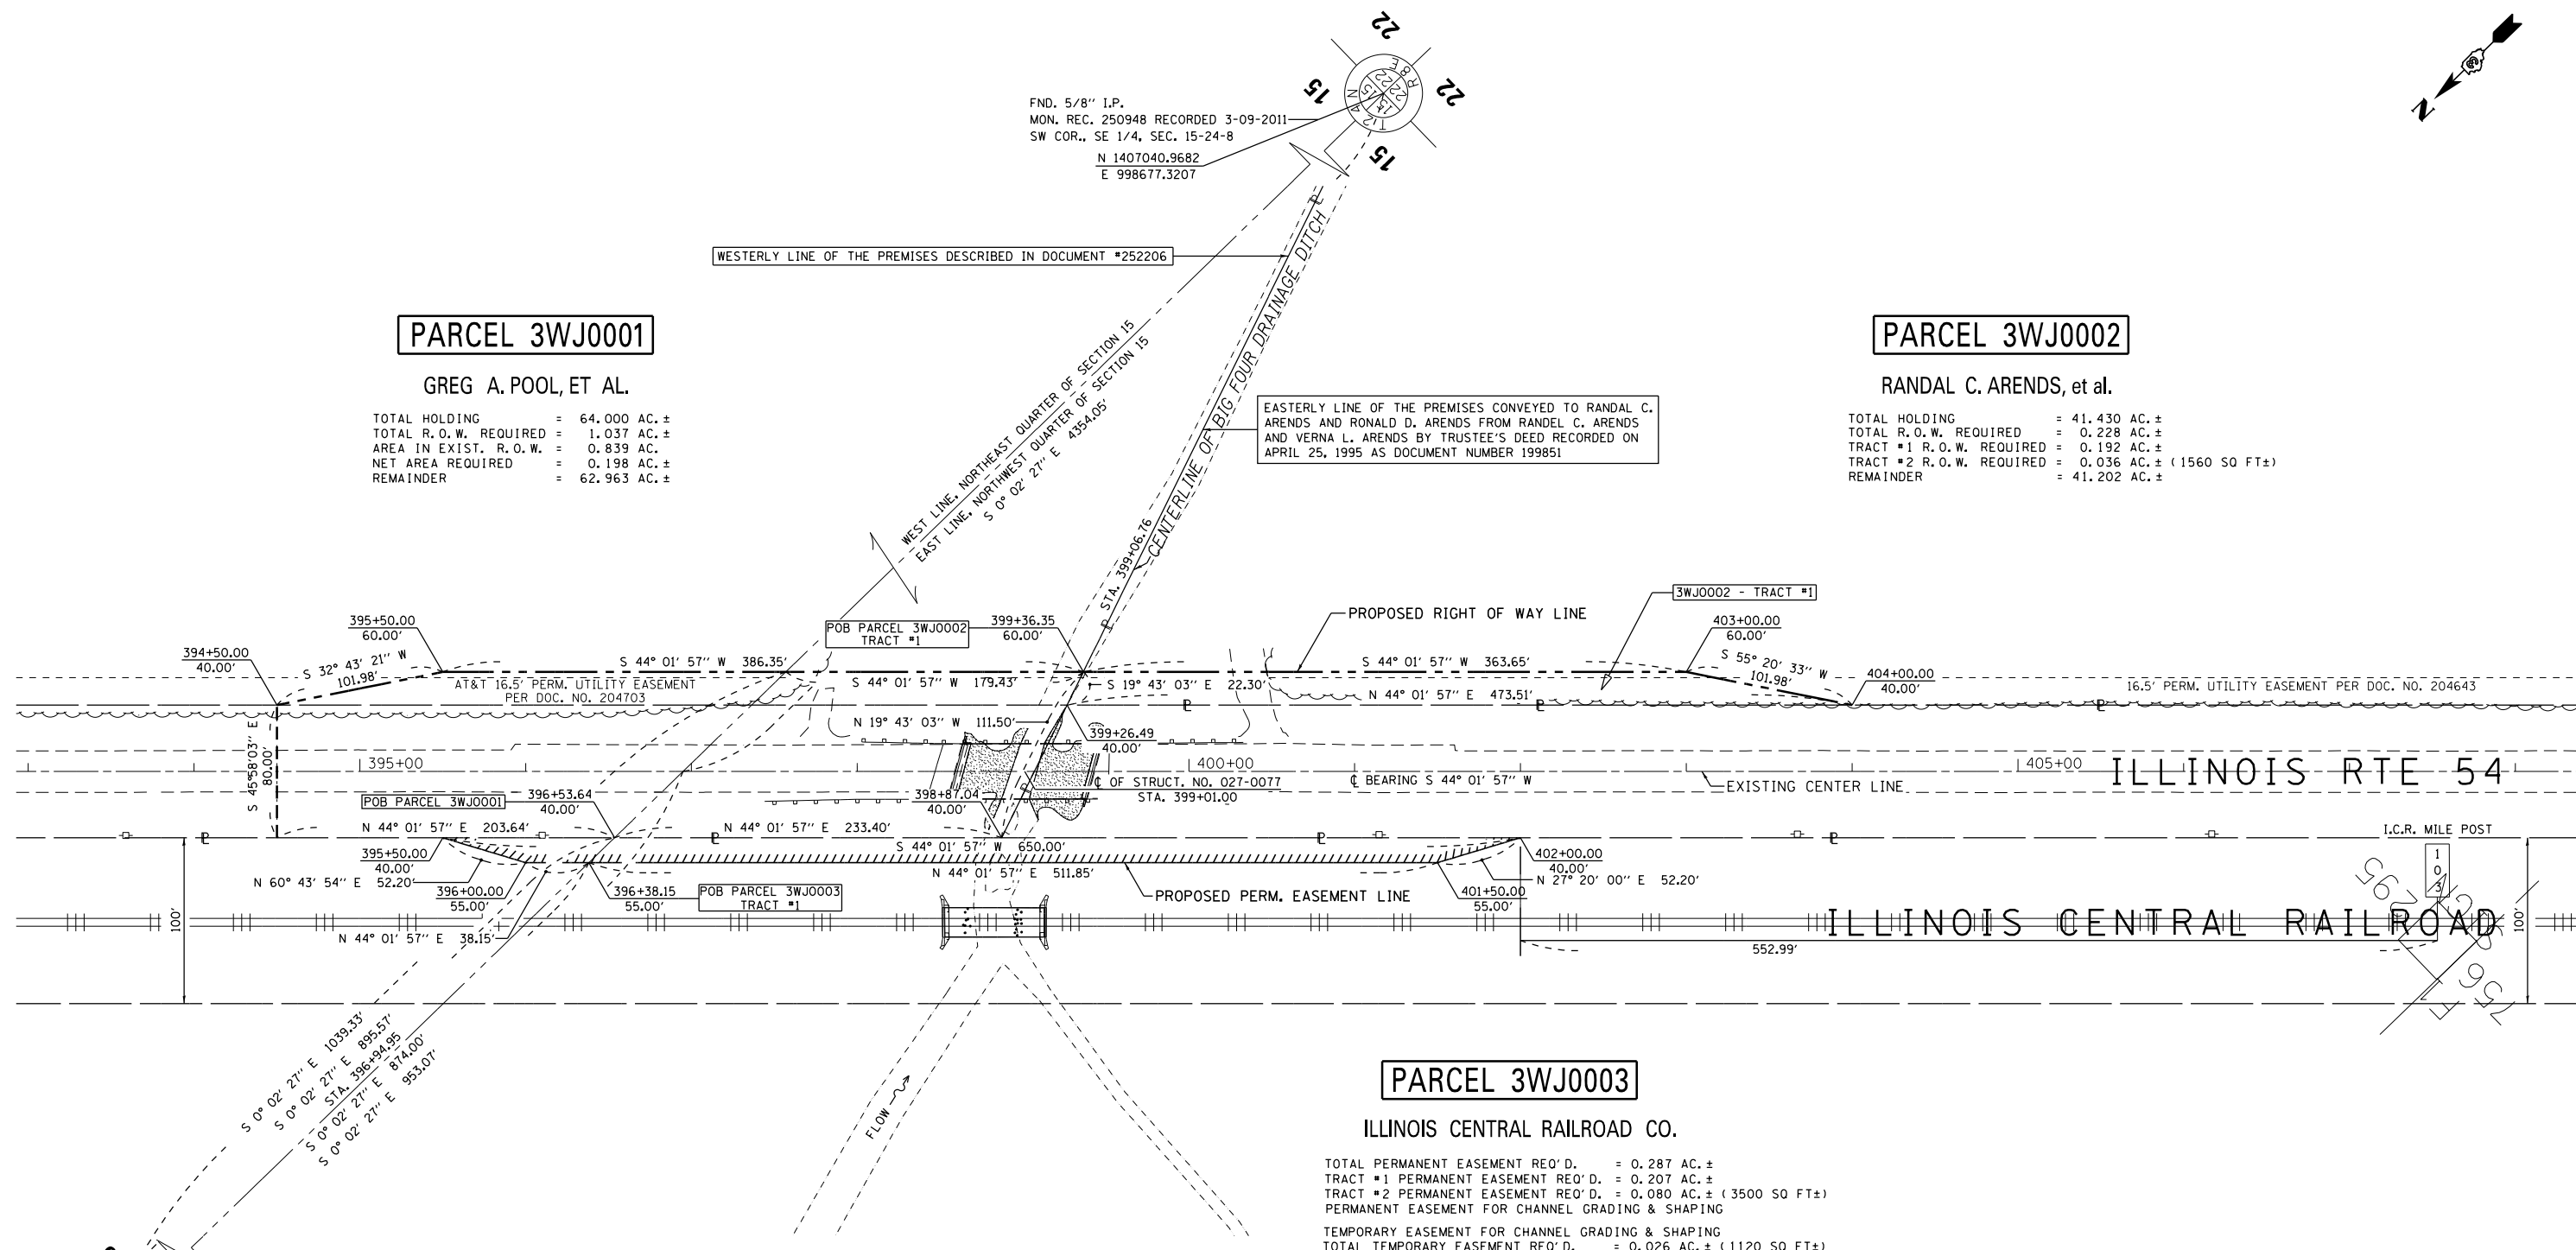 22
15
22
15
T 24 N
R 8 E
15
22
22
15
N
FND. 5/8'' I.P.
MON. REC. 250948 RECORDED 3-09-2011
SW COR., SE 1/4, SEC. 15-24-8
N 1407040.9682
E 998677.3207
WESTERLY LINE OF THE PREMISES DESCRIBED IN DOCUMENT #252206
PARCEL 3WJ0001
GREG A. POOL, ET AL.
TOTAL HOLDING = 64.000 AC.±
TOTAL R.O.W. REQUIRED = 1.037 AC.±
AREA IN EXIST. R.O.W. = 0.839 AC.
NET AREA REQUIRED = 0.198 AC.±
REMAINDER = 62.963 AC.±
WEST LINE, NORTHEAST QUARTER OF SECTION 15
EAST LINE, NORTHWEST QUARTER OF SECTION 15
S 0° 02' 27'' E 4354.05'
STA. 399+06.76
CENTERLINE OF BIG FOUR DRAINAGE DITCH
EASTERLY LINE OF THE PREMISES CONVEYED TO RANDAL C.
ARENDS AND RONALD D. ARENDS FROM RANDEL C. ARENDS
AND VERNA L. ARENDS BY TRUSTEE'S DEED RECORDED ON
APRIL 25, 1995 AS DOCUMENT NUMBER 199851
PARCEL 3WJ0002
RANDAL C. ARENDS, et al.
TOTAL HOLDING = 41.430 AC.±
TOTAL R.O.W. REQUIRED = 0.228 AC.±
TRACT #1 R.O.W. REQUIRED = 0.192 AC.±
TRACT #2 R.O.W. REQUIRED = 0.036 AC.± (1560 SQ FT±)
REMAINDER = 41.202 AC.±
3WJ0002 - TRACT #1
PROPOSED RIGHT OF WAY LINE
395+50.00
60.00'
POB PARCEL 3WJ0002
TRACT #1
399+36.35
60.00'
403+00.00
60.00'
394+50.00
40.00'
S 32° 43' 21'' W
101.98'
S 44° 01' 57'' W 386.35'
S 44° 01' 57'' W 363.65'
S 55° 20' 33'' W
101.98'
404+00.00
40.00'
AT&T 16.5' PERM. UTILITY EASEMENT
PER DOC. NO. 204703
S 44° 01' 57'' W 179.43'
S 19° 43' 03'' E 22.30'
N 44° 01' 57'' E 473.51'
16.5' PERM. UTILITY EASEMENT PER DOC. NO. 204643
N 19° 43' 03'' W 111.50'
399+26.49
40.00'
S 45°58'03'' E
80.00'
395+00
400+00
405+00
℄ OF STRUCT. NO. 027-0077
STA. 399+01.00
℄ BEARING S 44° 01' 57'' W
EXISTING CENTER LINE
ILLINOIS RTE 54
POB PARCEL 3WJ0001
396+53.64
40.00'
398+87.04
40.00'
N 44° 01' 57'' E 203.64'
N 44° 01' 57'' E 233.40'
S 44° 01' 57'' W 650.00'
I.C.R. MILE POST
103
395+50.00
40.00'
402+00.00
40.00'
N 60° 43' 54'' E 52.20'
396+00.00
55.00'
396+38.15
55.00'
POB PARCEL 3WJ0003
TRACT #1
N 44° 01' 57'' E 511.85'
PROPOSED PERM. EASEMENT LINE
401+50.00
55.00'
N 27° 20' 00'' E 52.20'
100'
N 44° 01' 57'' E 38.15'
ILLINOIS CENTRAL RAILROAD
552.99'
100'
S 0° 02' 27'' E 1039.33'
S 0° 02' 27'' E 895.57'
STA. 396+94.95
S 0° 02' 27'' E 874.00'
S 0° 02' 27'' E 953.07'
FLOW
PARCEL 3WJ0003
ILLINOIS CENTRAL RAILROAD CO.
TOTAL PERMANENT EASEMENT REQ'D. = 0.287 AC.±
TRACT #1 PERMANENT EASEMENT REQ'D. = 0.207 AC.±
TRACT #2 PERMANENT EASEMENT REQ'D. = 0.080 AC.± (3500 SQ FT±)
PERMANENT EASEMENT FOR CHANNEL GRADING & SHAPING
TEMPORARY EASEMENT FOR CHANNEL GRADING & SHAPING
TOTAL TEMPORARY EASEMENT REQ'D. = 0.026 AC.± (1120 SQ FT±)